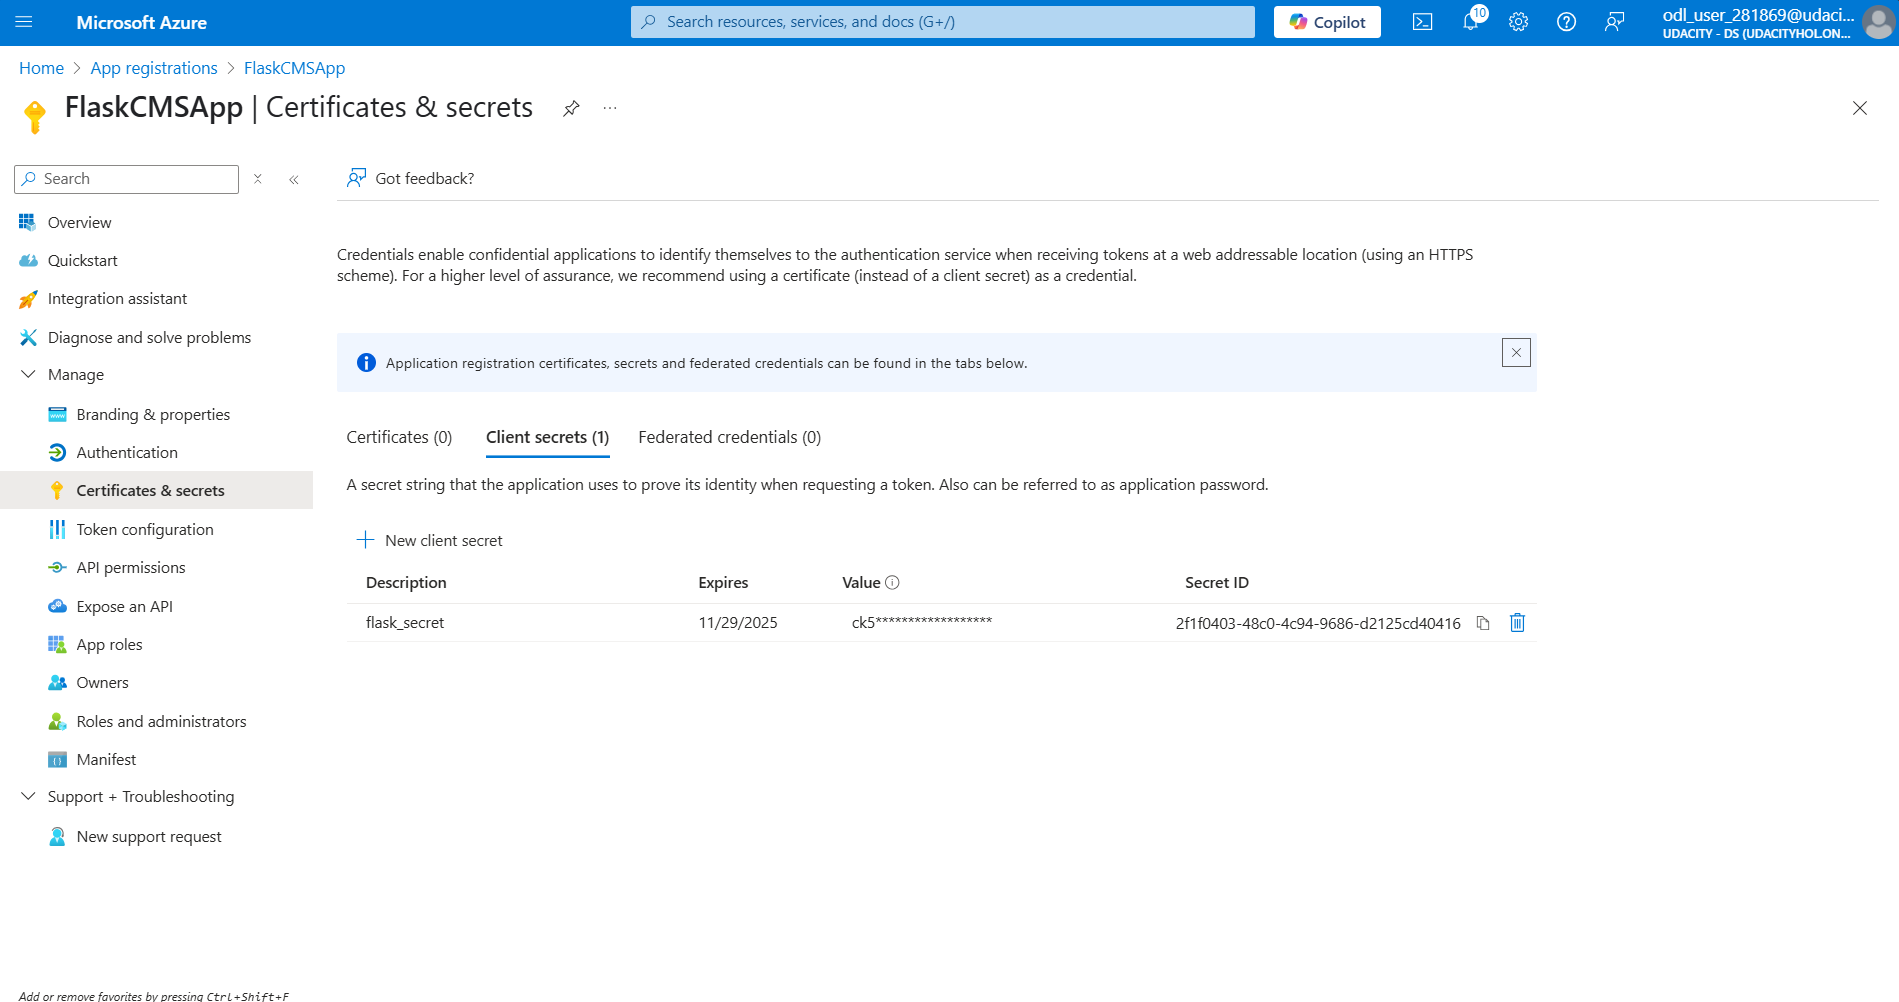 Microsoft Azure
Search resources, services, and docs (G+/)
Copilot
10
odl_user_281869@udaci...
UDACITY - DS (UDACITYHOL.ON...
Home > App registrations > FlaskCMSApp
FlaskCMSApp | Certificates & secrets
...
Search
Got feedback?
Overview
Quickstart
Integration assistant
Diagnose and solve problems
Manage
Branding & properties
Authentication
Certificates & secrets
Token configuration
API permissions
Expose an API
App roles
Owners
Roles and administrators
Manifest
Support + Troubleshooting
New support request
Add or remove favorites by pressing Ctrl+Shift+F
Credentials enable confidential applications to identify themselves to the authentication service when receiving tokens at a web addressable location (using an HTTPS
scheme). For a higher level of assurance, we recommend using a certificate (instead of a client secret) as a credential.
Application registration certificates, secrets and federated credentials can be found in the tabs below.
Certificates (0) Client secrets (1) Federated credentials (0)
A secret string that the application uses to prove its identity when requesting a token. Also can be referred to as application password.
New client secret
Description Expires Value Secret ID
flask_secret 11/29/2025 ck5****************** 2f1f0403-48c0-4c94-9686-d2125cd40416